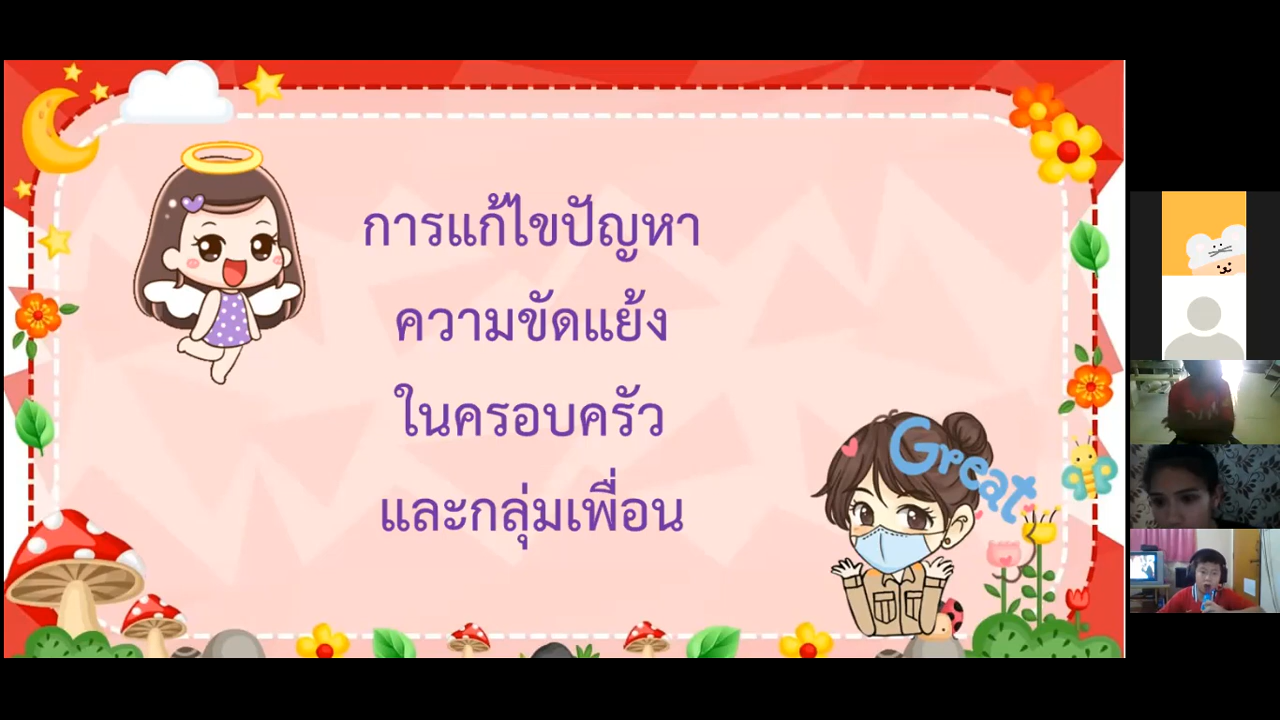 การแก้ไขปัญหา
ความขัดแย้ง
ในครอบครัว
และกลุ่มเพื่อน
Great